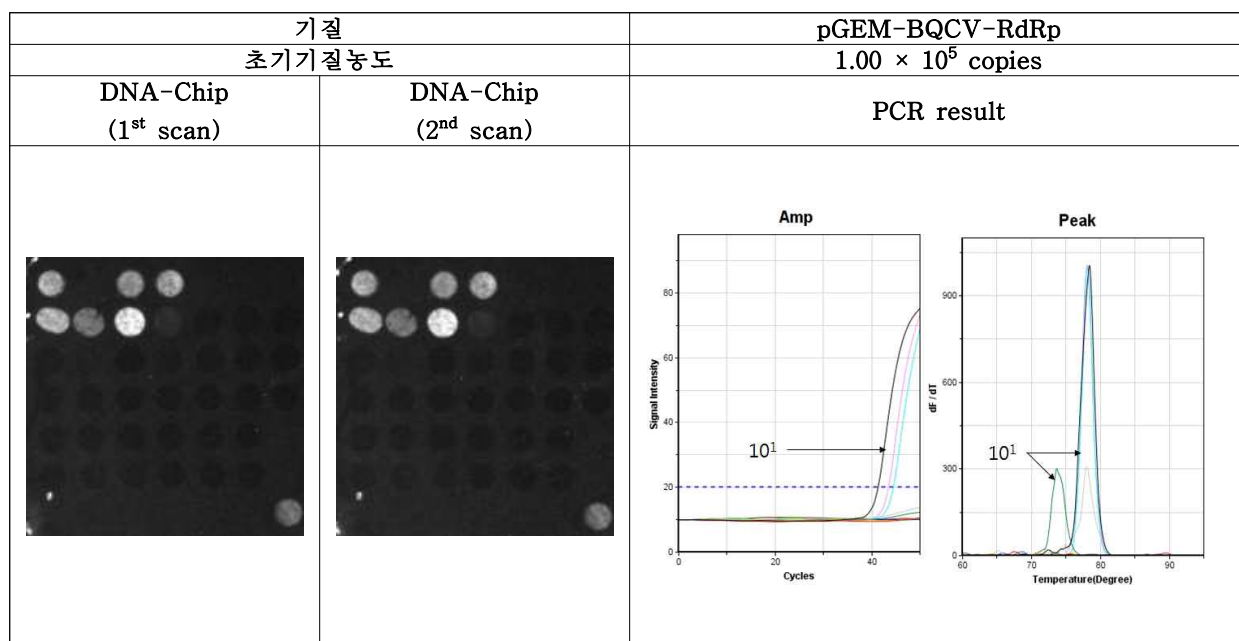 기질
pGEM-BQCV-RdRp
초기기질농도
1.00 × 10⁵ copies
DNA-Chip
(1st scan)
DNA-Chip
(2nd scan)
PCR result
Amp
Signal Intensity
80
60
40
20
0
10¹
0
20
40
Cycles
Peak
dF / dT
900
600
300
0
10¹
60
70
80
90
Temperature(Degree)